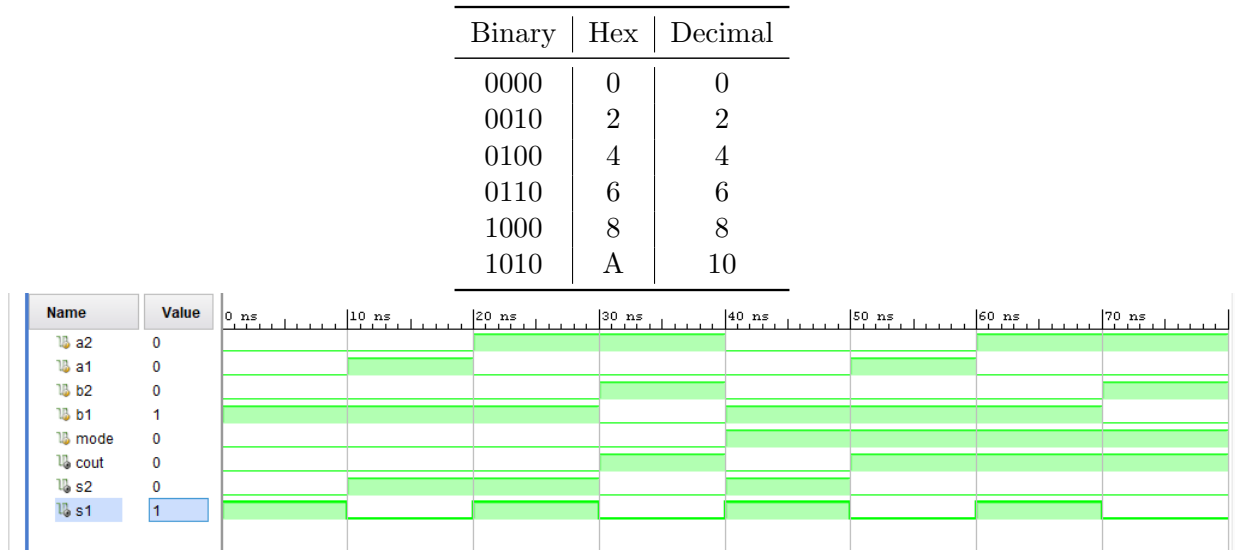 Binary Hex Decimal
0000 0 0
0010 2 2
0100 4 4
0110 6 6
1000 8 8
1010 A 10
Name Value 0 ns 10 ns 20 ns 30 ns 40 ns 50 ns 60 ns 70 ns
a2 0
a1 0
b2 0
b1 1
mode 0
cout 0
s2 0
s1 1